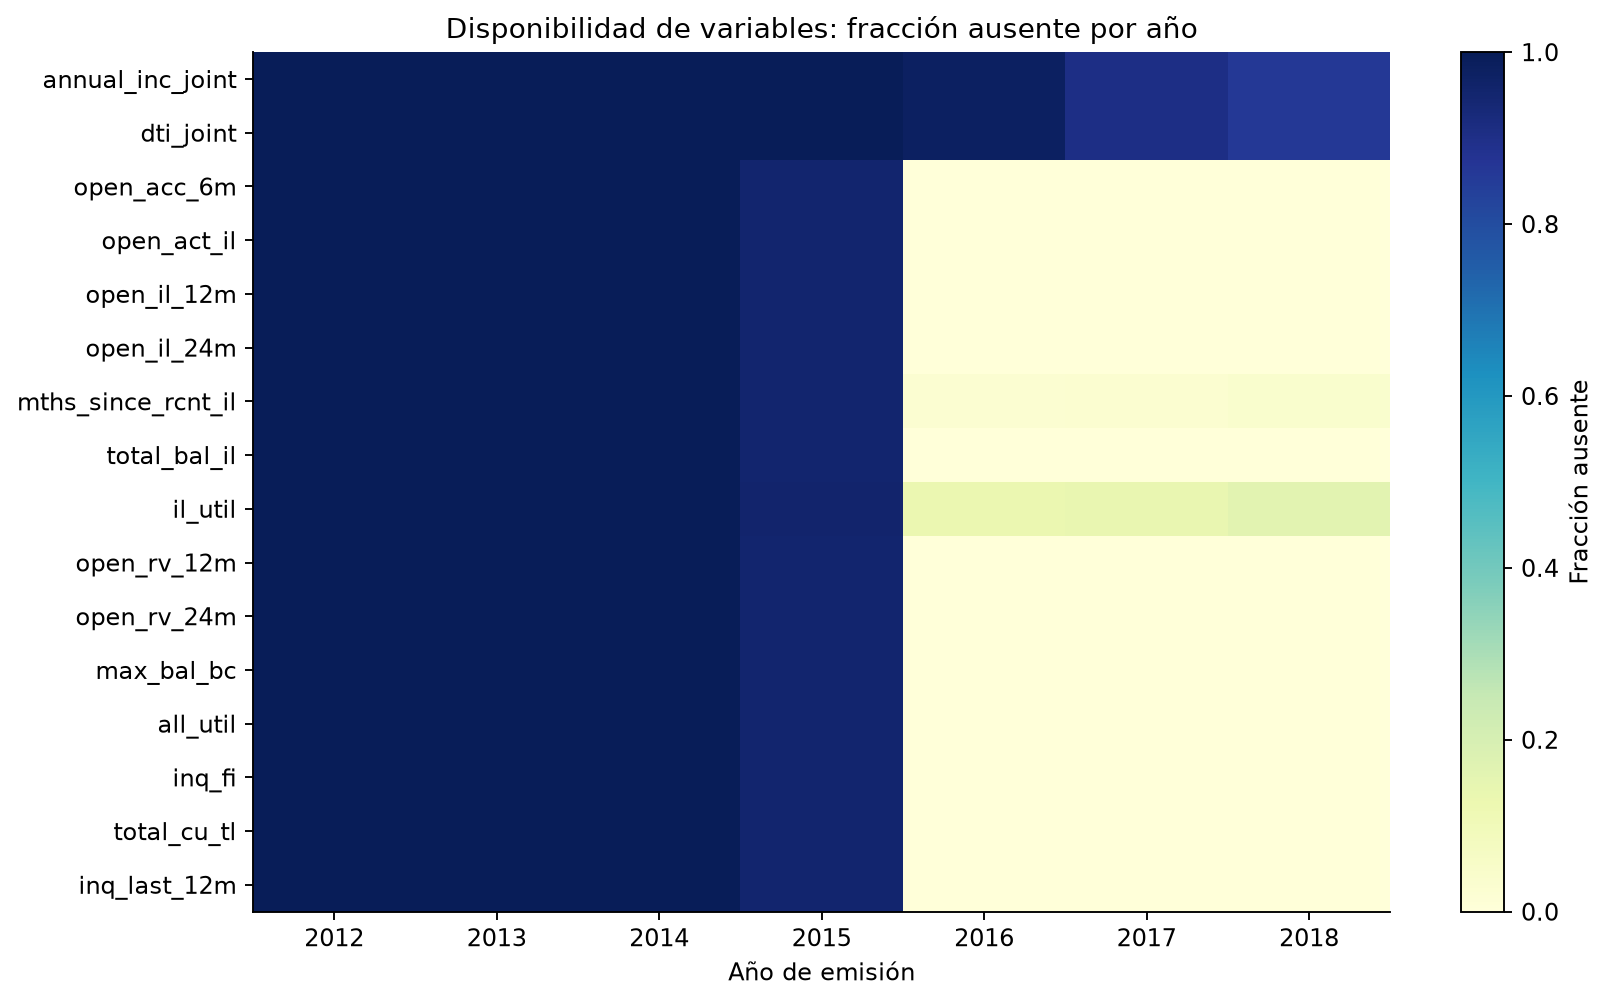 Disponibilidad de variables: fracción ausente por año
annual_inc_joint
dti_joint
open_acc_6m
open_act_il
open_il_12m
open_il_24m
mths_since_rcnt_il
total_bal_il
il_util
open_rv_12m
open_rv_24m
max_bal_bc
all_util
inq_fi
total_cu_tl
inq_last_12m
2012 2013 2014 2015 2016 2017 2018
Año de emisión
1.0
0.8
0.6
0.4
0.2
0.0
Fracción ausente